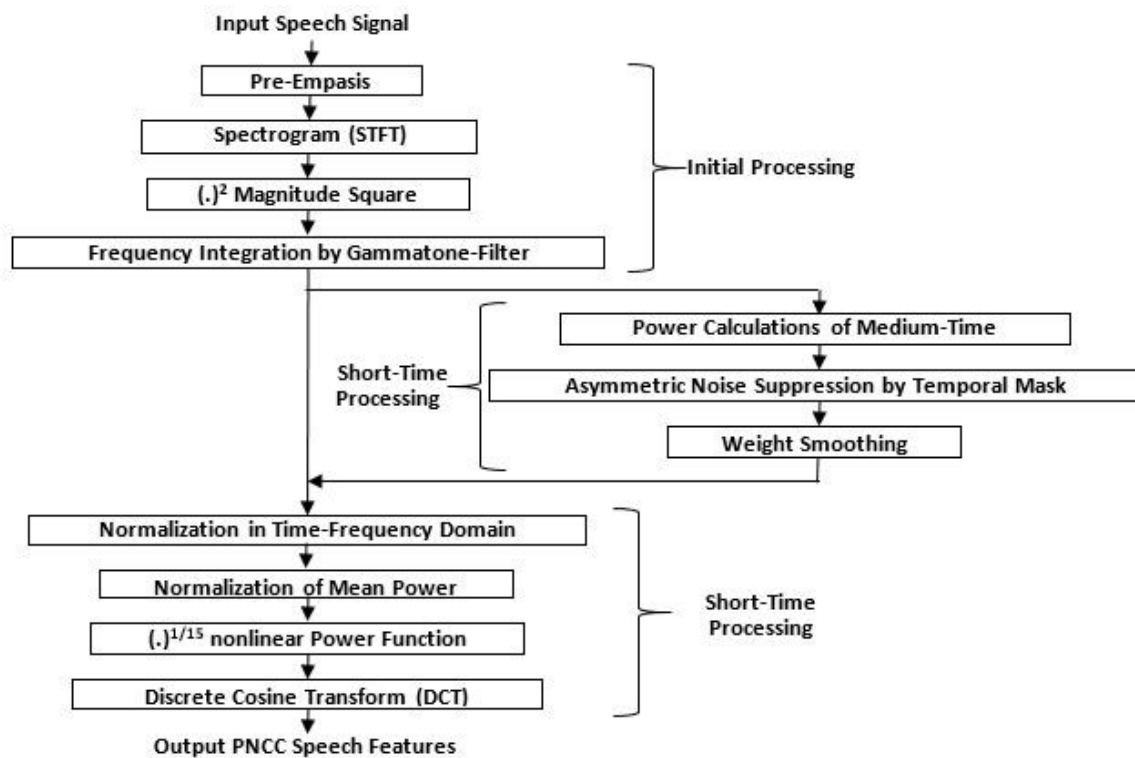 Input Speech Signal
Pre-Empasis
Spectrogram (STFT)
(.)² Magnitude Square
Frequency Integration by Gammatone-Filter
Initial Processing
Power Calculations of Medium-Time
Asymmetric Noise Suppression by Temporal Mask
Weight Smoothing
Short-Time
Processing
Normalization in Time-Frequency Domain
Normalization of Mean Power
(.)¹/¹⁵ nonlinear Power Function
Discrete Cosine Transform (DCT)
Short-Time
Processing
Output PNCC Speech Features